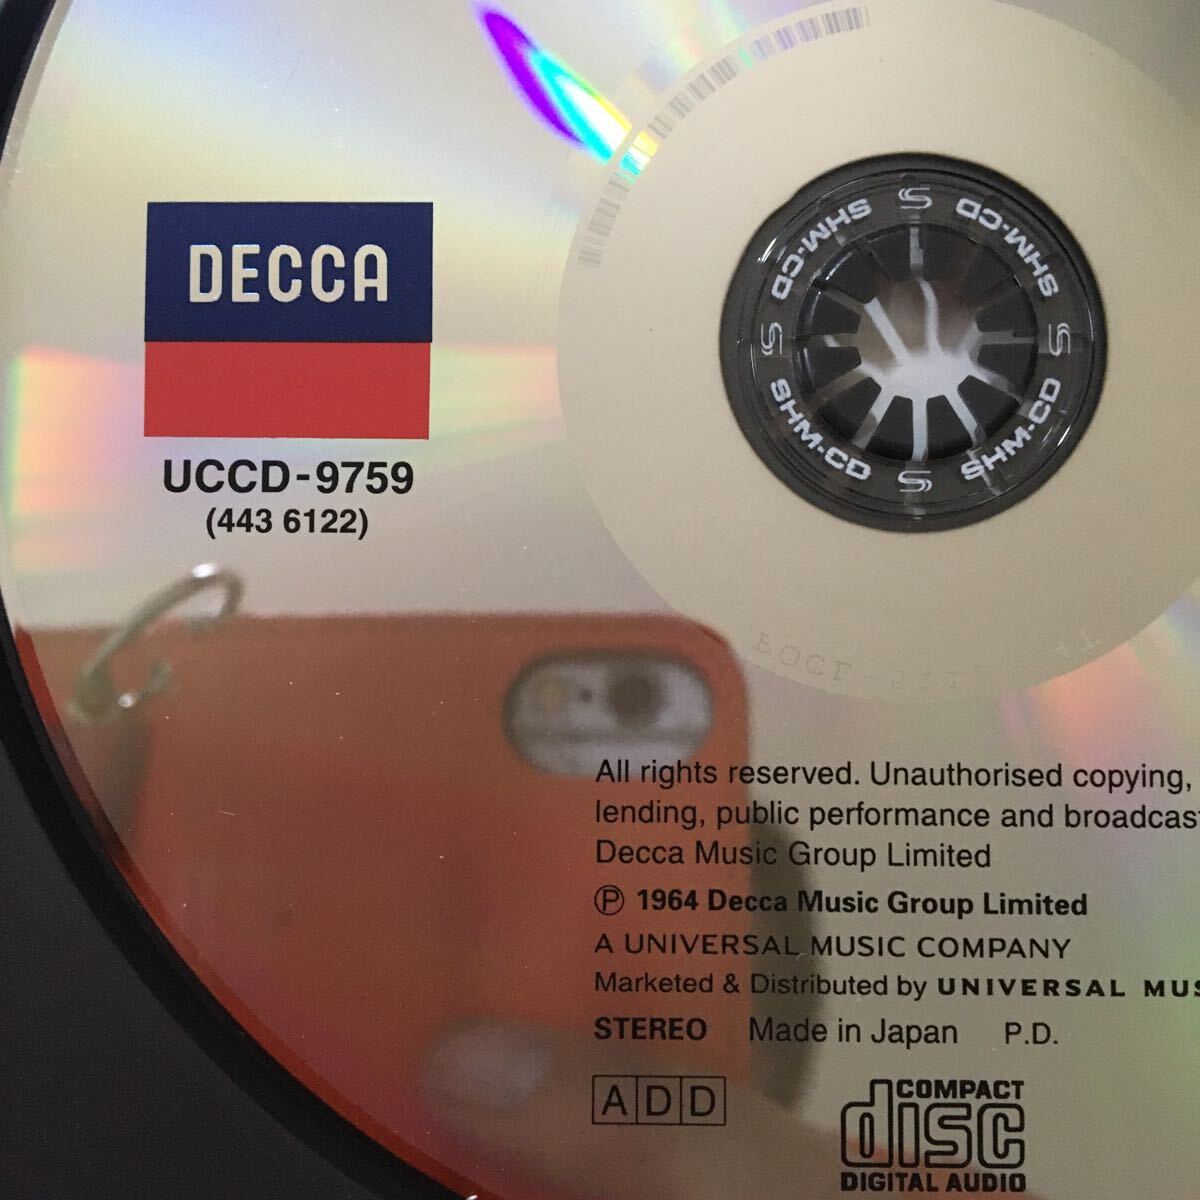 DECCA
UCCD-9759
(443 6122)
SHM-CD
SHM-CD
SHM-CD
SHM-CD
All rights reserved. Unauthorised copying,
lending, public performance and
Decca Music Group Limited
Ⓟ 1964 Decca Music Group Limited
A UNIVERSAL MUSIC COMPANY
Marketed & Distributed by UNIVERSAL
STEREO Made in Japan P.D.
ADD
COMPACT
disc
DIGITAL AUDIO